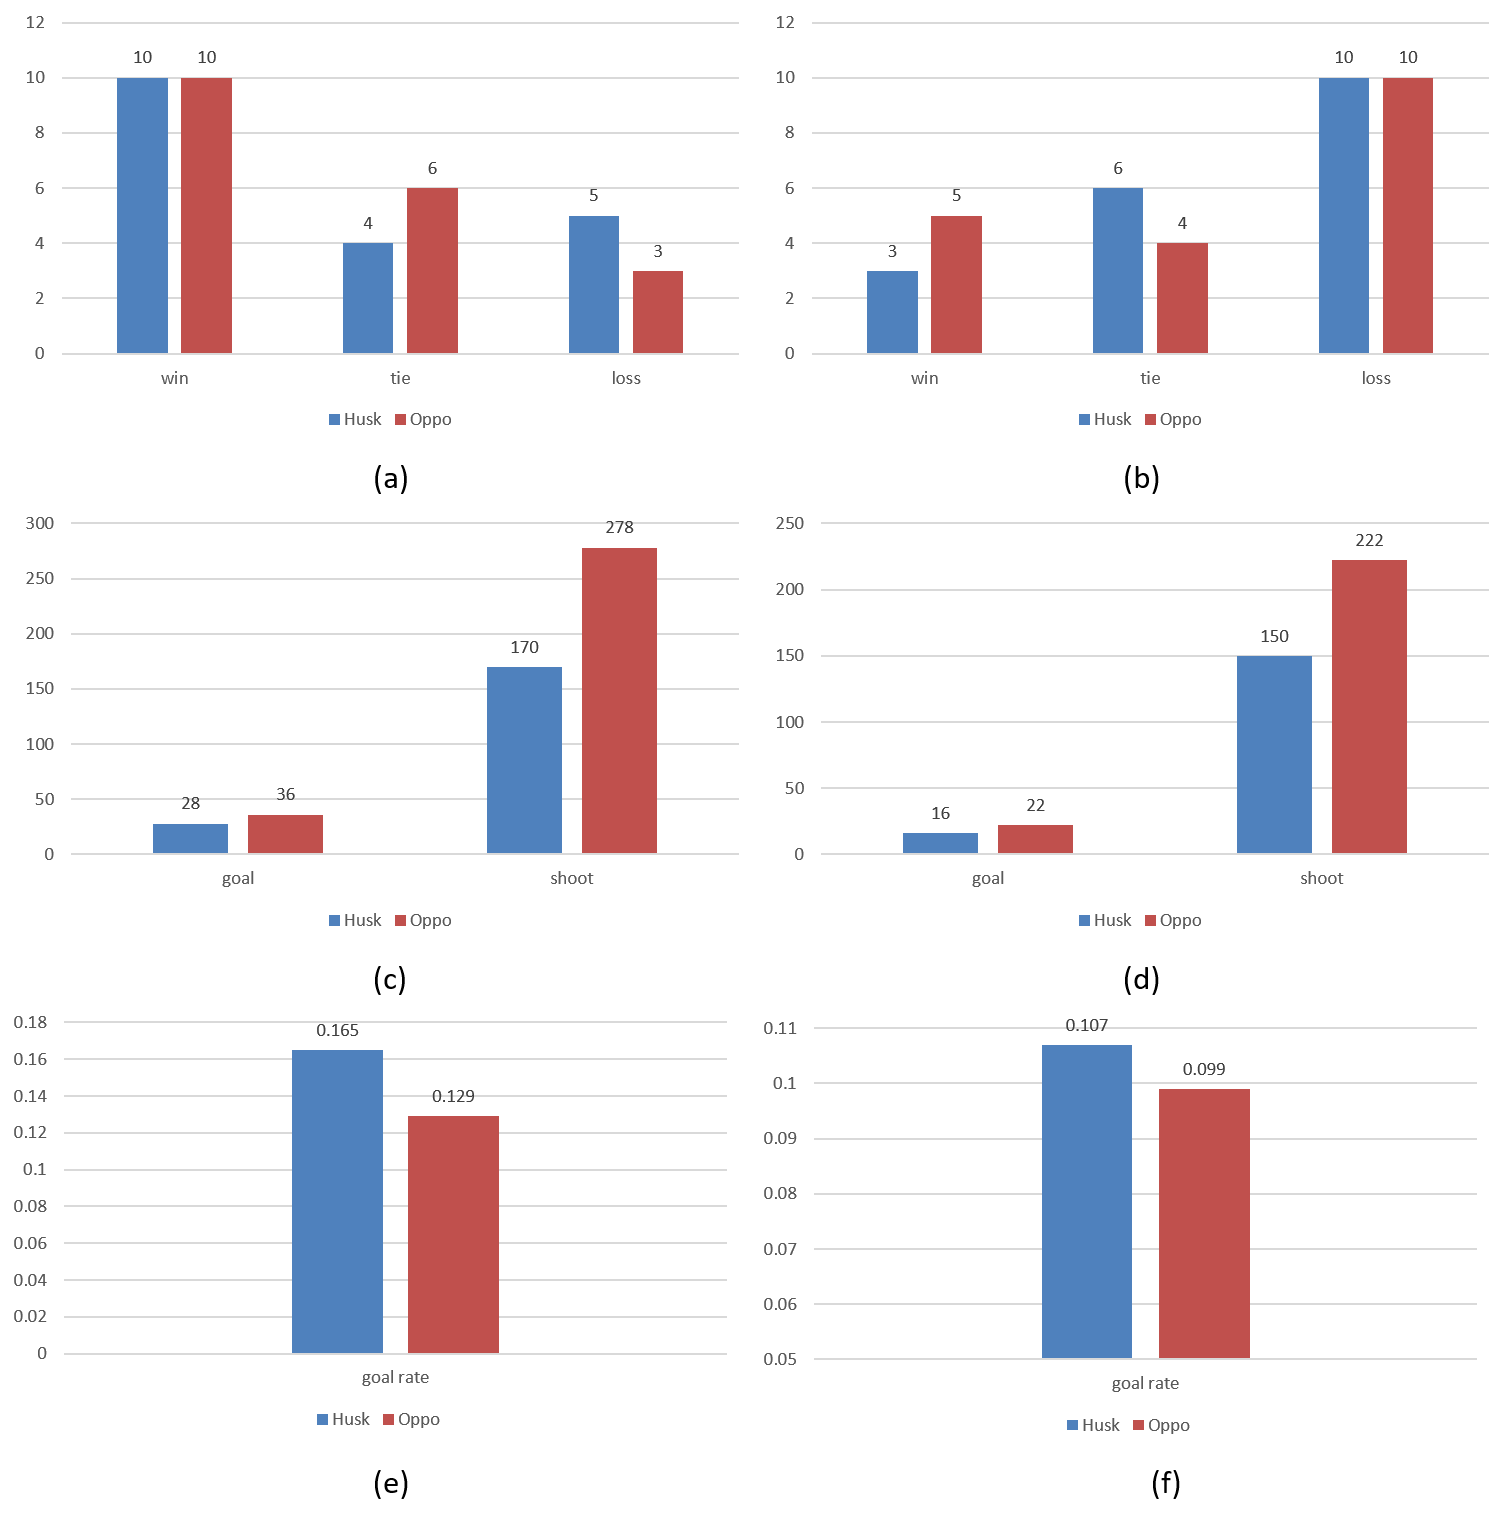 12
10
8
6
4
2
0
10
10
4
6
5
3
win
tie
loss
Husk
Oppo
(a)
12
10
8
6
4
2
0
3
5
6
4
10
10
win
tie
loss
Husk
Oppo
(b)
300
250
200
150
100
50
0
28
36
170
278
goal
shoot
Husk
Oppo
(c)
250
200
150
100
50
0
16
22
150
222
goal
shoot
Husk
Oppo
(d)
0.18
0.16
0.14
0.12
0.1
0.08
0.06
0.04
0.02
0
0.165
0.129
goal rate
Husk
Oppo
(e)
0.11
0.1
0.09
0.08
0.07
0.06
0.05
0.107
0.099
goal rate
Husk
Oppo
(f)